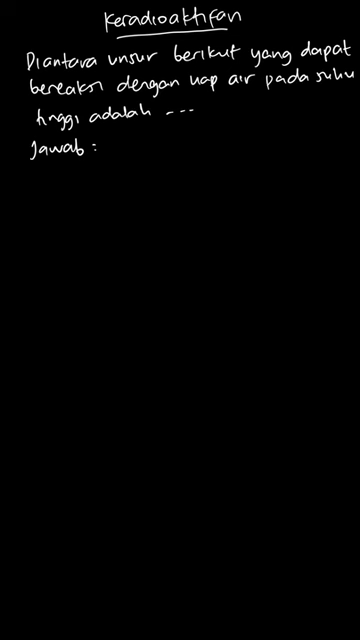 Keradioaktifan
Diantara unsur berikut yang dapat
bereaksi dengan uap air pada suhu
tinggi adalah ---
Jawab :